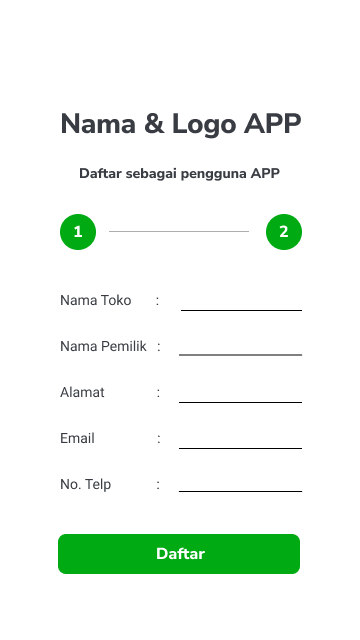 Nama & Logo APP
Daftar sebagai pengguna APP
1 2
Nama Toko :
Nama Pemilik :
Alamat :
Email :
No. Telp :
Daftar